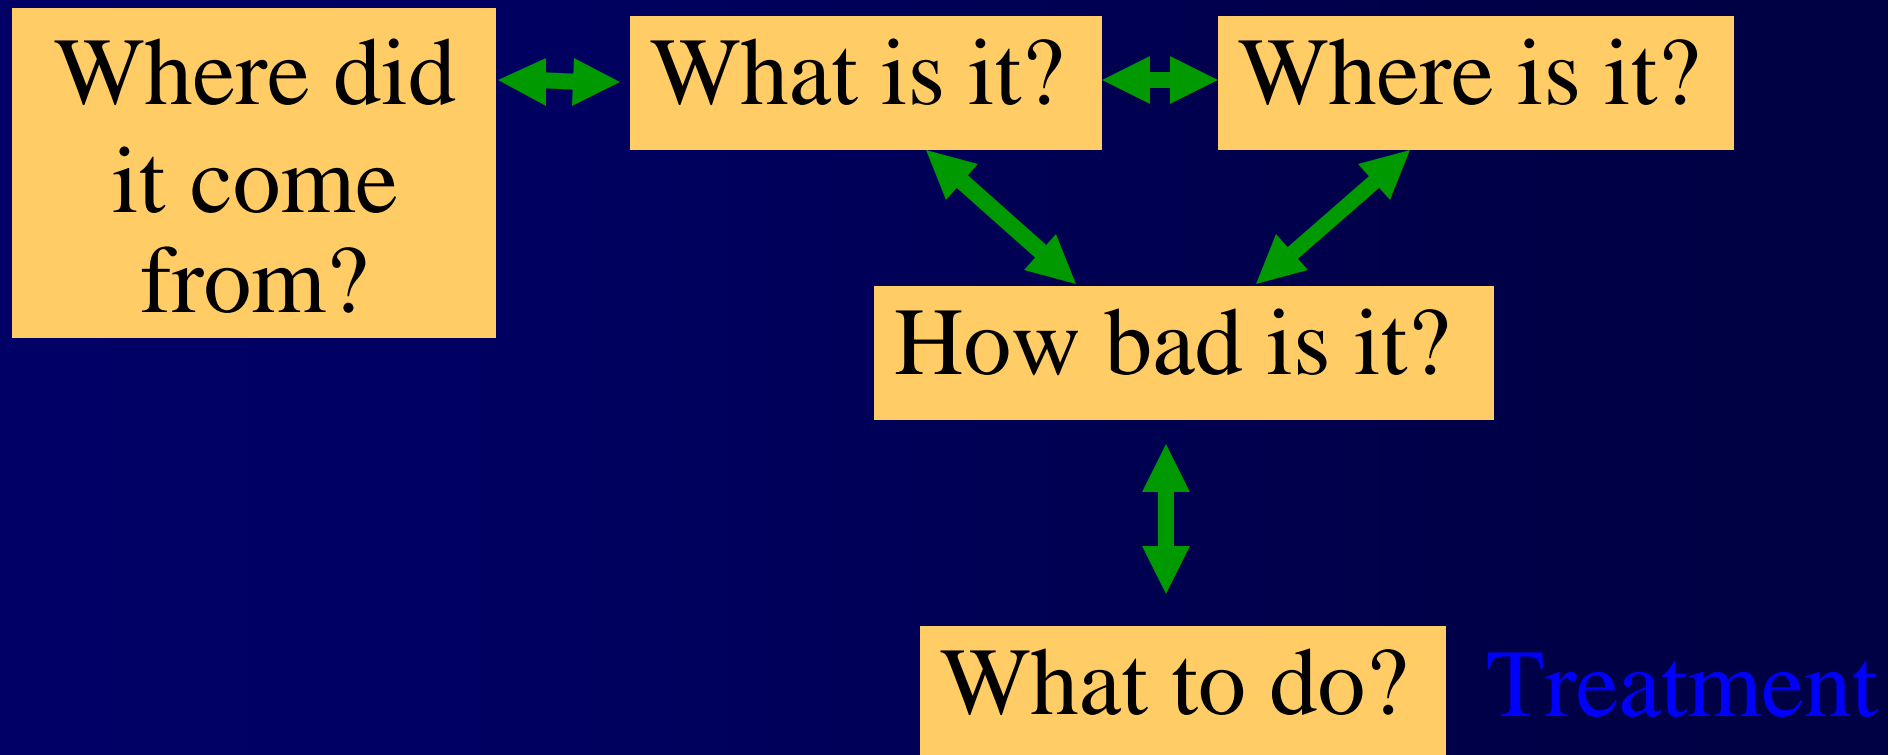 Where did
it come
from?
What is it?
Where is it?
How bad is it?
What to do?
Treatment